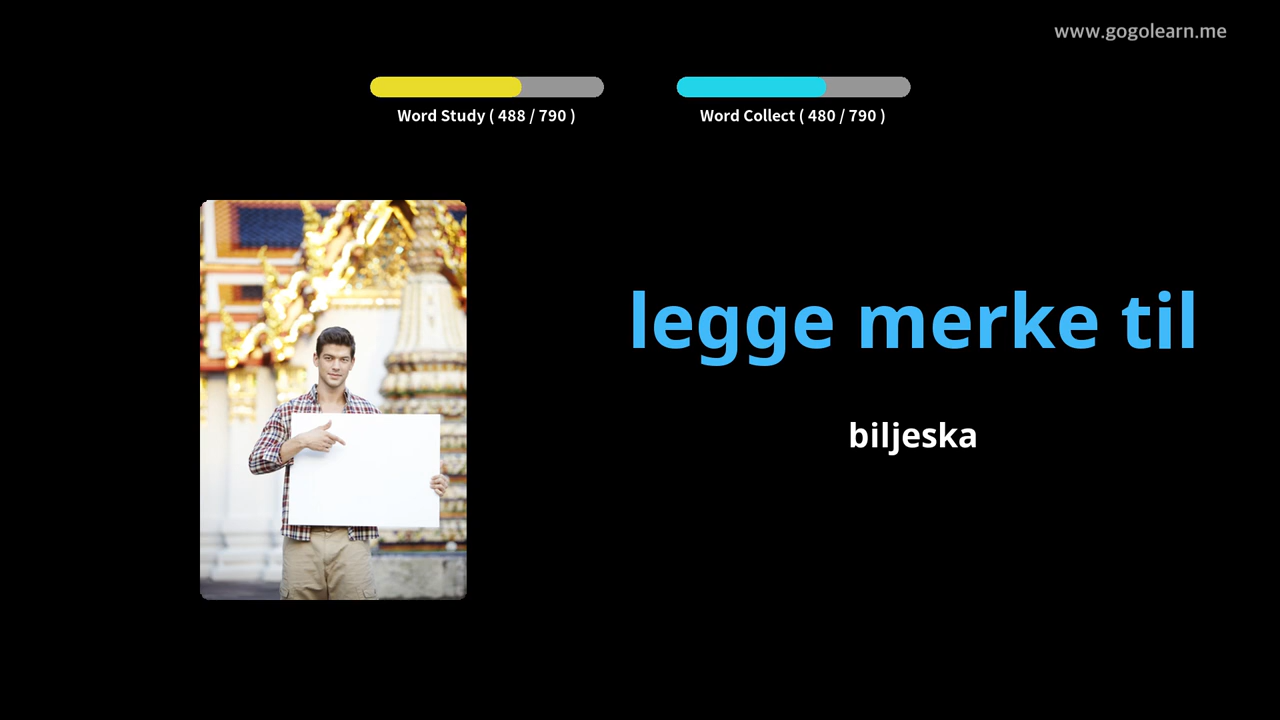 www.gogolearn.me
Word Study ( 488 / 790 )
Word Collect ( 480 / 790 )
legge merke til
biljeska